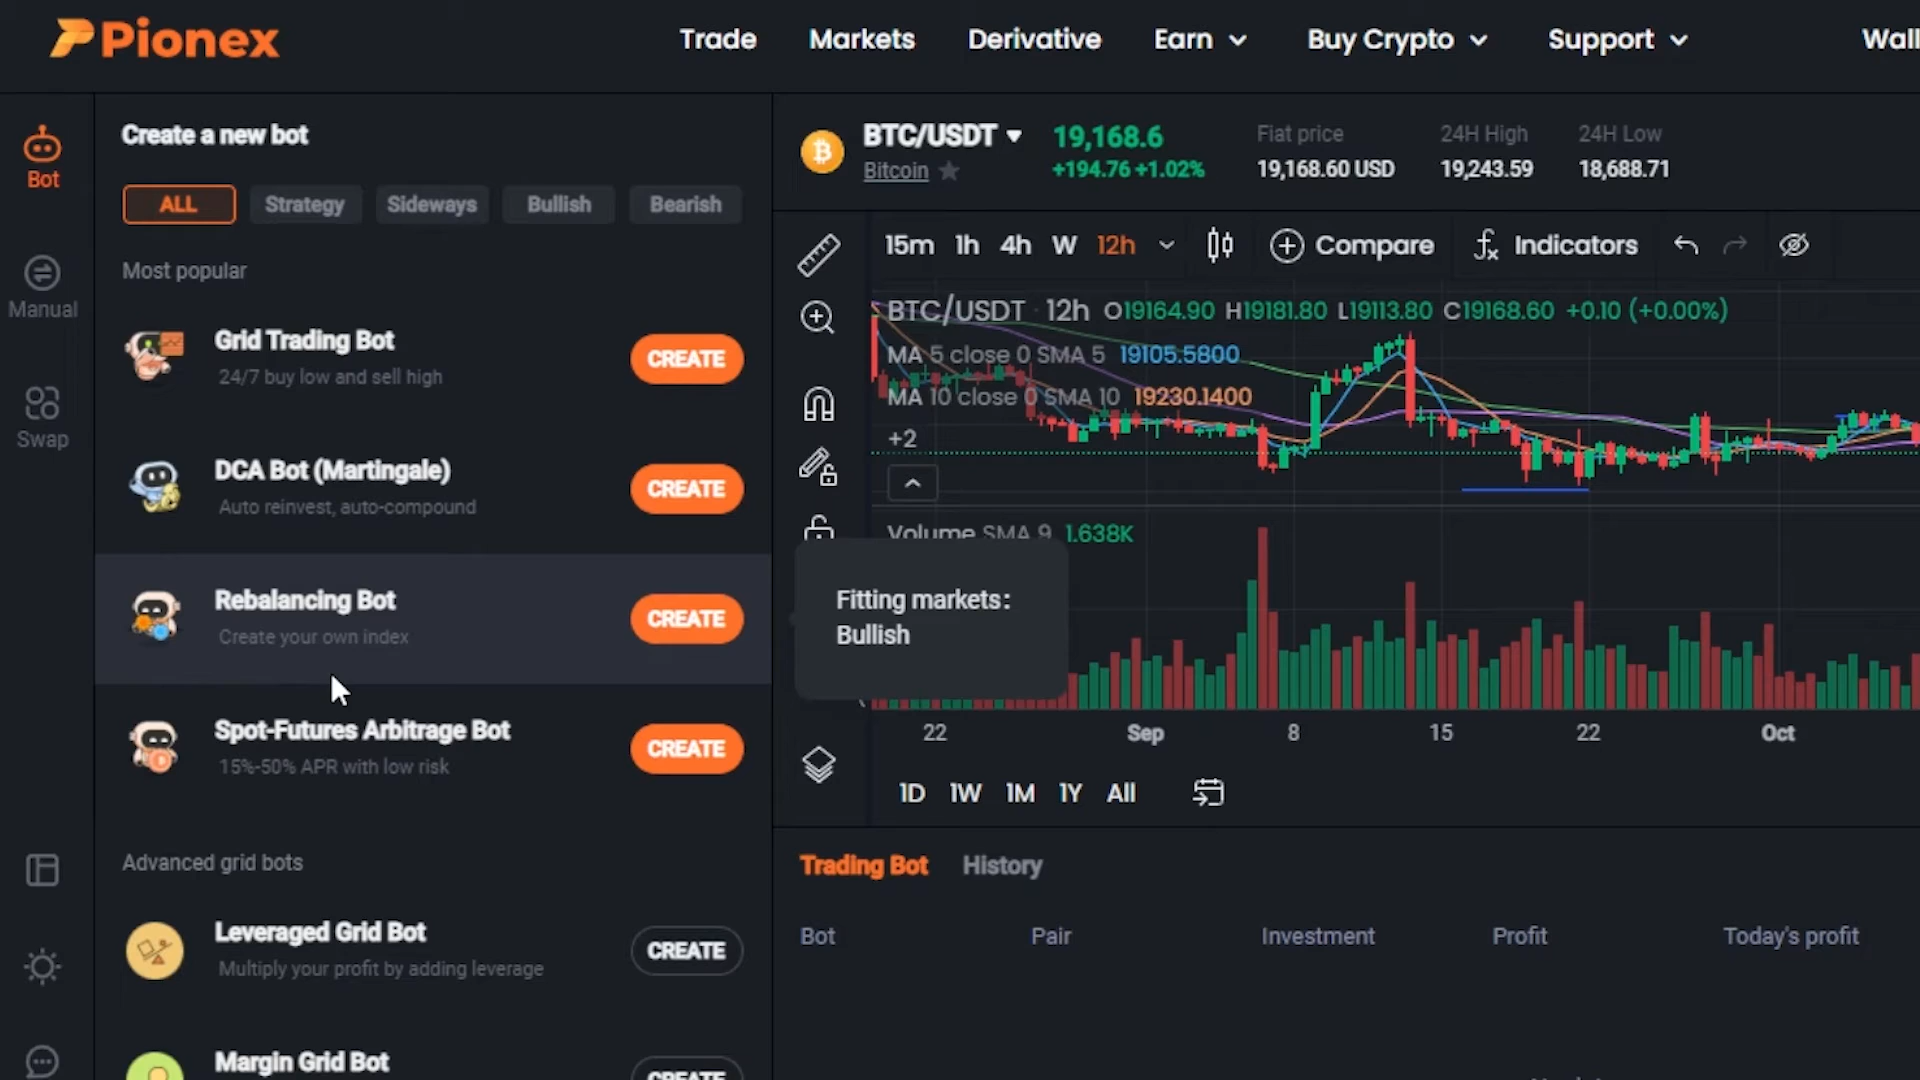 Pionex
Trade
Markets
Derivative
Earn
Buy Crypto
Support
Bot
Manual
Swap
Create a new bot
ALL
Strategy
Sideways
Bullish
Bearish
Most popular
Grid Trading Bot
24/7 buy low and sell high
CREATE
DCA Bot (Martingale)
Auto reinvest, auto-compound
CREATE
Rebalancing Bot
Create your own index
CREATE
Spot-Futures Arbitrage Bot
15%-50% APR with low risk
CREATE
Advanced grid bots
Leveraged Grid Bot
Multiply your profit by adding leverage
CREATE
Margin Grid Bot
CREATE
BTC/USDT
Bitcoin
19,168.6
+194.76 +1.02%
Fiat price
19,168.60 USD
24H High
19,243.59
24H Low
18,688.71
15m 1h 4h W 12h
Compare
Indicators
BTC/USDT · 12h O19164.90 H19181.80 L19113.80 C19168.60 +0.10 (+0.00%)
MA 5 close 0 SMA 5 19105.5800
MA 10 close 0 SMA 10 19230.1400
+2
Volume SMA 9 1.638K
Fitting markets:
Bullish
22 Sep 8 15 22 Oct
1D 1W 1M 1Y All
Trading Bot
History
Bot Pair Investment Profit Today's profit